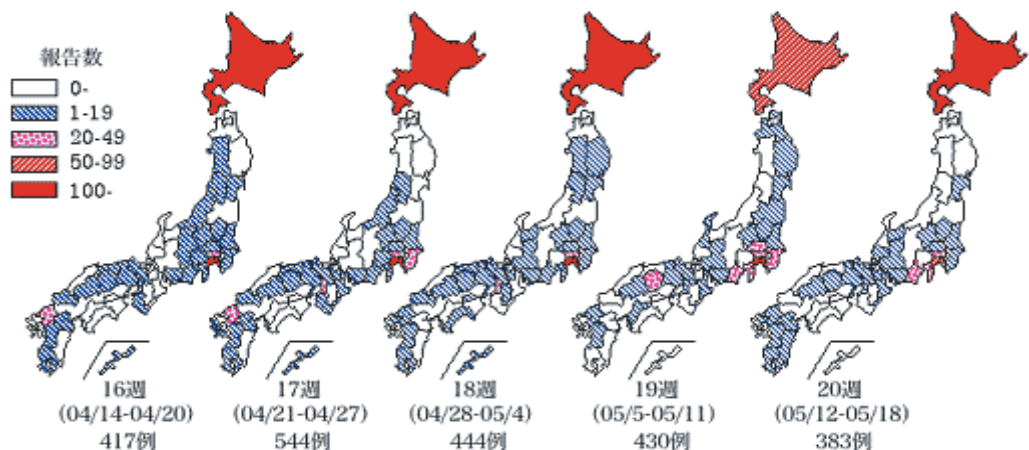 報告数
0-
1-19
20-49
50-99
100-
16週
(04/14-04/20)
417例
17週
(04/21-04/27)
544例
18週
(04/28-05/4)
444例
19週
(05/5-05/11)
430例
20週
(05/12-05/18)
383例